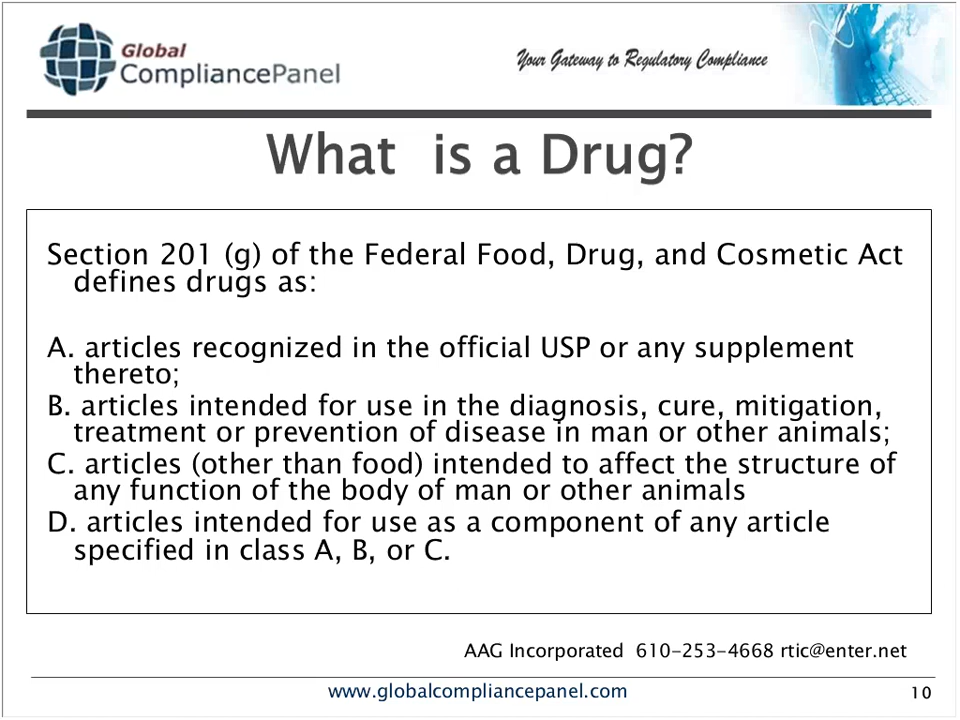 Global
CompliancePanel
Your Gateway to Regulatory Compliance
What is a Drug?
Section 201 (g) of the Federal Food, Drug, and Cosmetic Act
defines drugs as:
A. articles recognized in the official USP or any supplement
thereto;
B. articles intended for use in the diagnosis, cure, mitigation,
treatment or prevention of disease in man or other animals;
C. articles (other than food) intended to affect the structure of
any function of the body of man or other animals
D. articles intended for use as a component of any article
specified in class A, B, or C.
AAG Incorporated 610-253-4668 rtic@enter.net
www.globalcompliancepanel.com
10